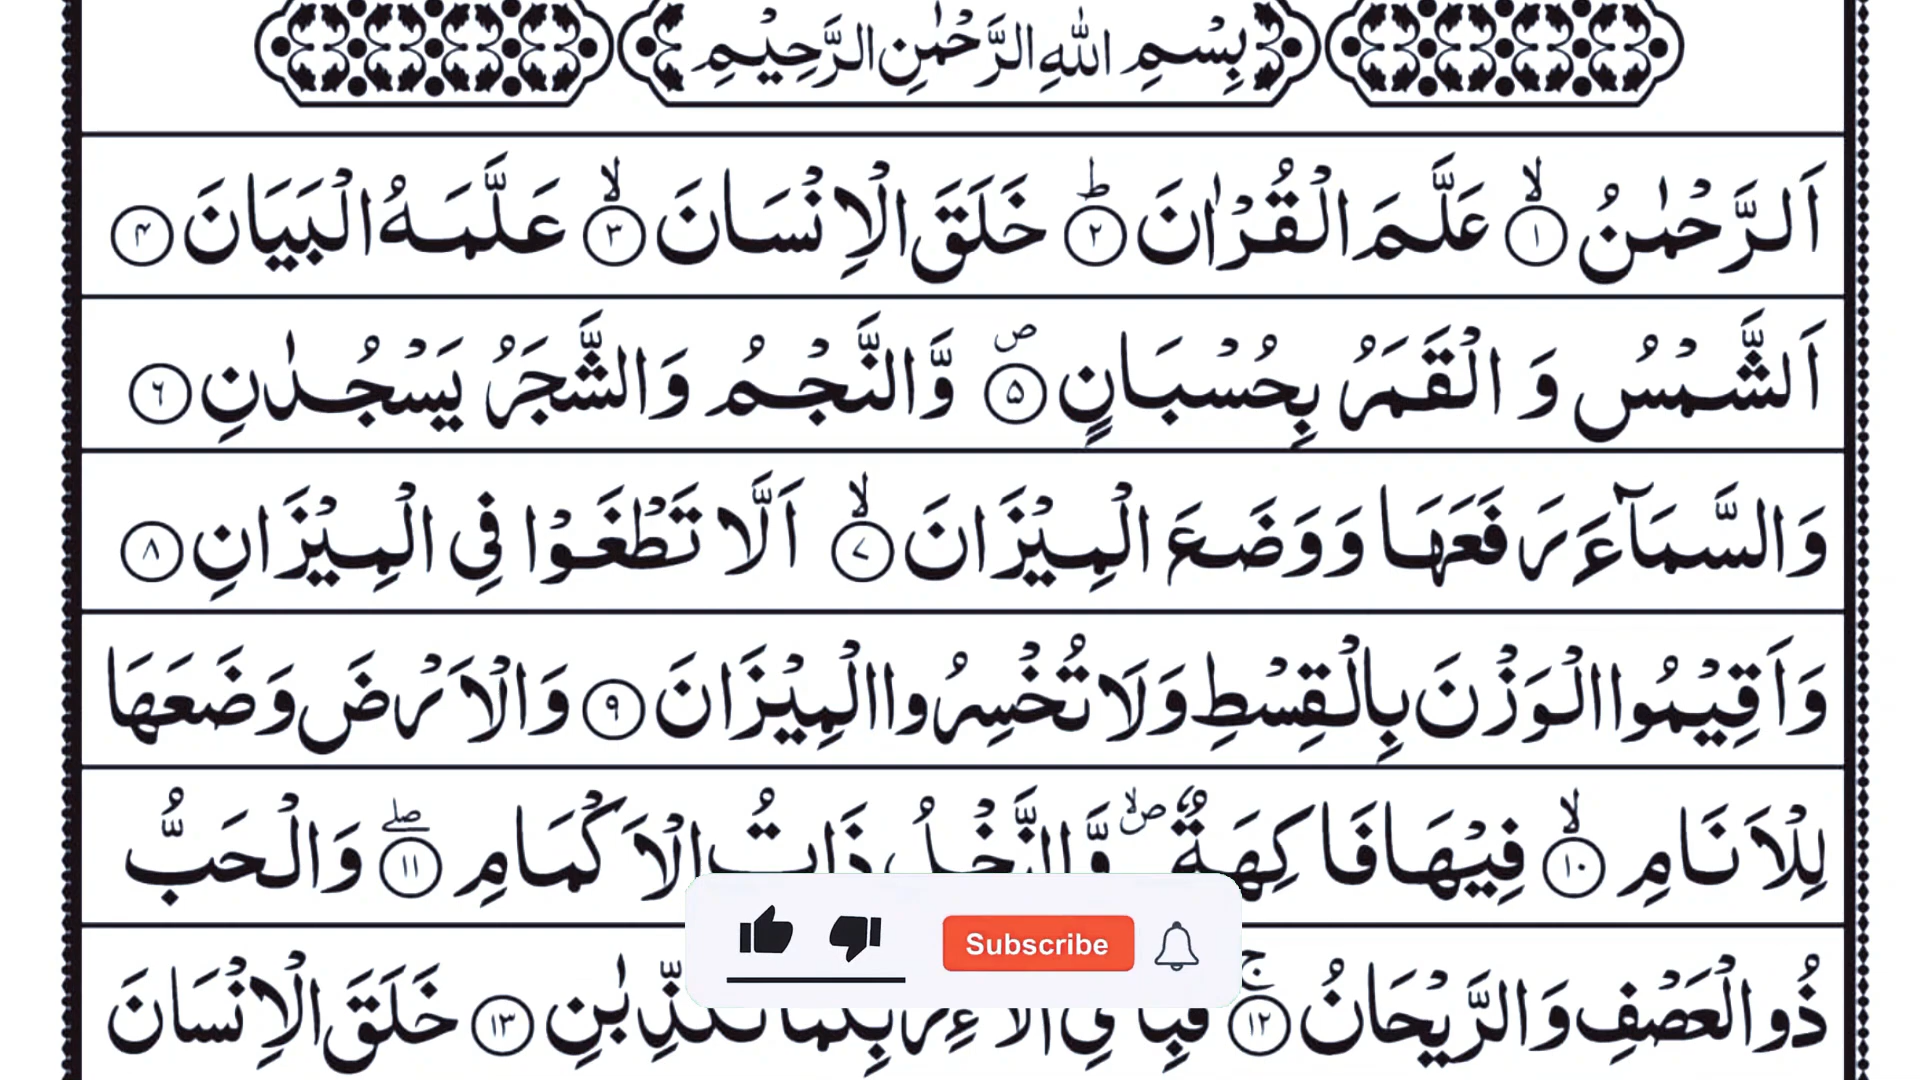 بِسْمِ اللهِ الرَّحْمٰنِ الرَّحِيْمِ
اَلرَّحْمٰنُ ۙ﴿۱﴾ عَلَّمَ الْقُرْاٰنَ ؕ﴿۲﴾ خَلَقَ الْاِنْسَانَ ۙ﴿۳﴾ عَلَّمَهُ الْبَيَانَ ﴿۴﴾
اَلشَّمْسُ وَ الْقَمَرُ بِحُسْبَانٍ ۪﴿۵﴾ وَّالنَّجْمُ وَالشَّجَرُ يَسْجُدٰنِ ﴿۶﴾
وَالسَّمَآءَ رَفَعَهَا وَوَضَعَ الْمِيْزَانَ ۙ﴿۷﴾ اَلَّا تَطْغَوْا فِى الْمِيْزَانِ ﴿۸﴾
وَاَقِيْمُوا الْوَزْنَ بِالْقِسْطِ وَلَا تُخْسِرُوا الْمِيْزَانَ ﴿۹﴾ وَالْاَرْضَ وَضَعَهَا
لِلْاَنَامِ ۙ﴿۱۰﴾ فِيْهَا فَاكِهَةٌ ۪ۙ وَّالنَّخْلُ ذَاتُ الْاَكْمَامِ ۖ﴿۱۱﴾ وَالْحَبُّ
ذُو الْعَصْفِ وَالرَّيْحَانُ ۚ﴿۱۲﴾ فَبِاَىِّ اٰلَآءِ رَبِّكُمَا تُكَذِّبٰنِ ﴿۱۳﴾ خَلَقَ الْاِنْسَانَ
Subscribe